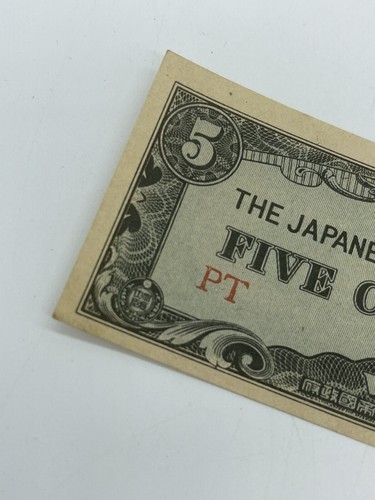 5
THE JAPANE
FIVE C
PT